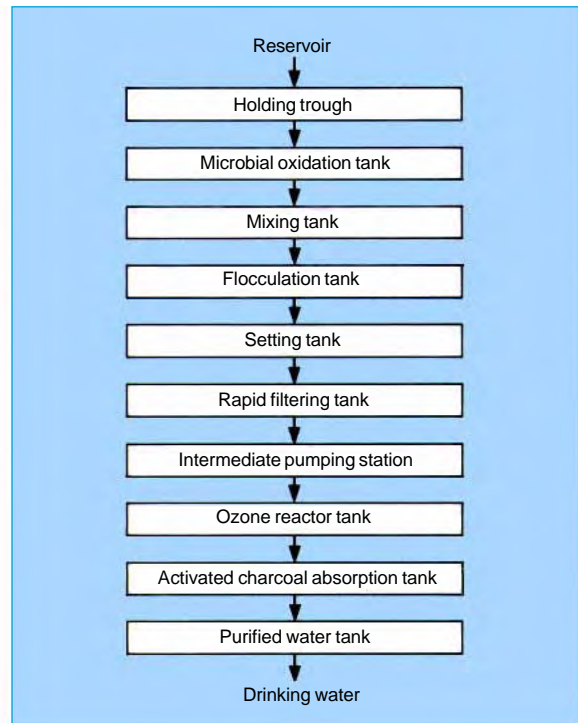 Reservoir
Holding trough
Microbial oxidation tank
Mixing tank
Flocculation tank
Setting tank
Rapid filtering tank
Intermediate pumping station
Ozone reactor tank
Activated charcoal absorption tank
Purified water tank
Drinking water